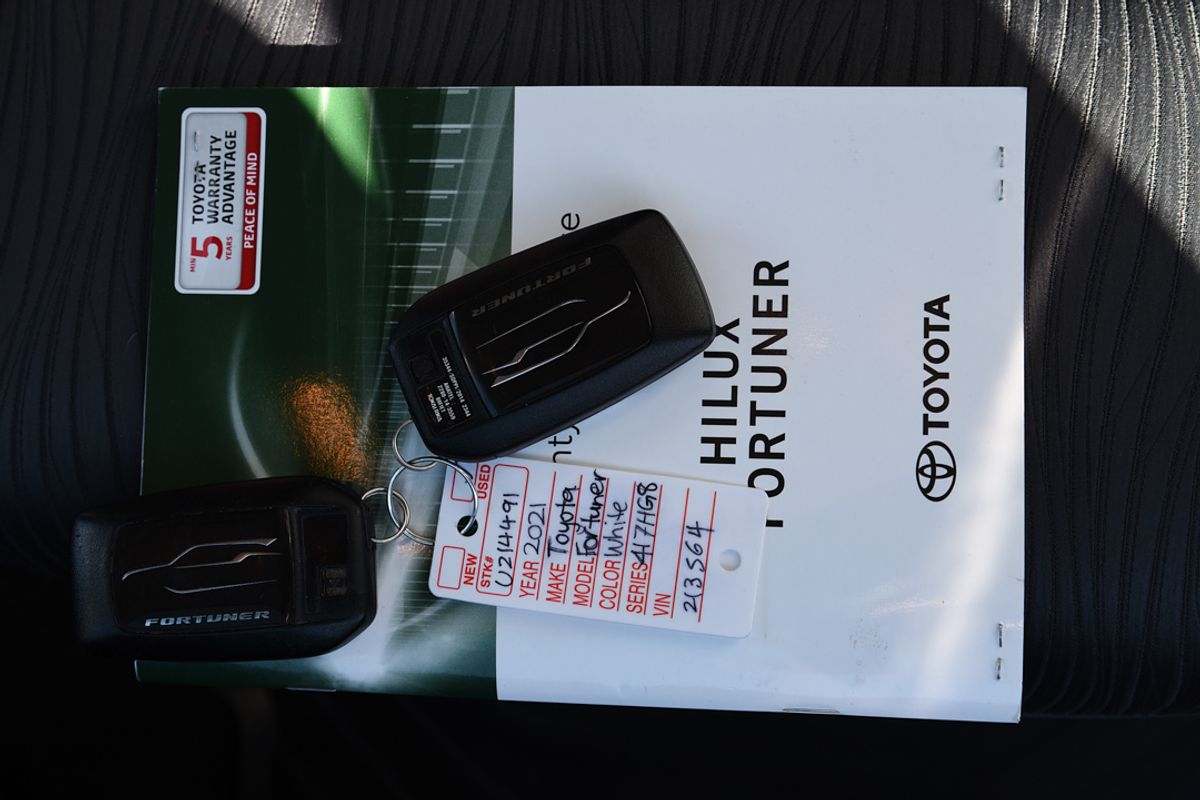 MIN 5 YEARS
TOYOTA
WARRANTY
ADVANTAGE
PEACE OF MIND
HILUX
FORTUNER
TOYOTA
FORTUNER
FORTUNER
NEW
USED
STK#
U214491
YEAR 2021
MAKE Toyota
MODEL Fortuner
COLOR White
SERIES 417HG8
VIN
213564